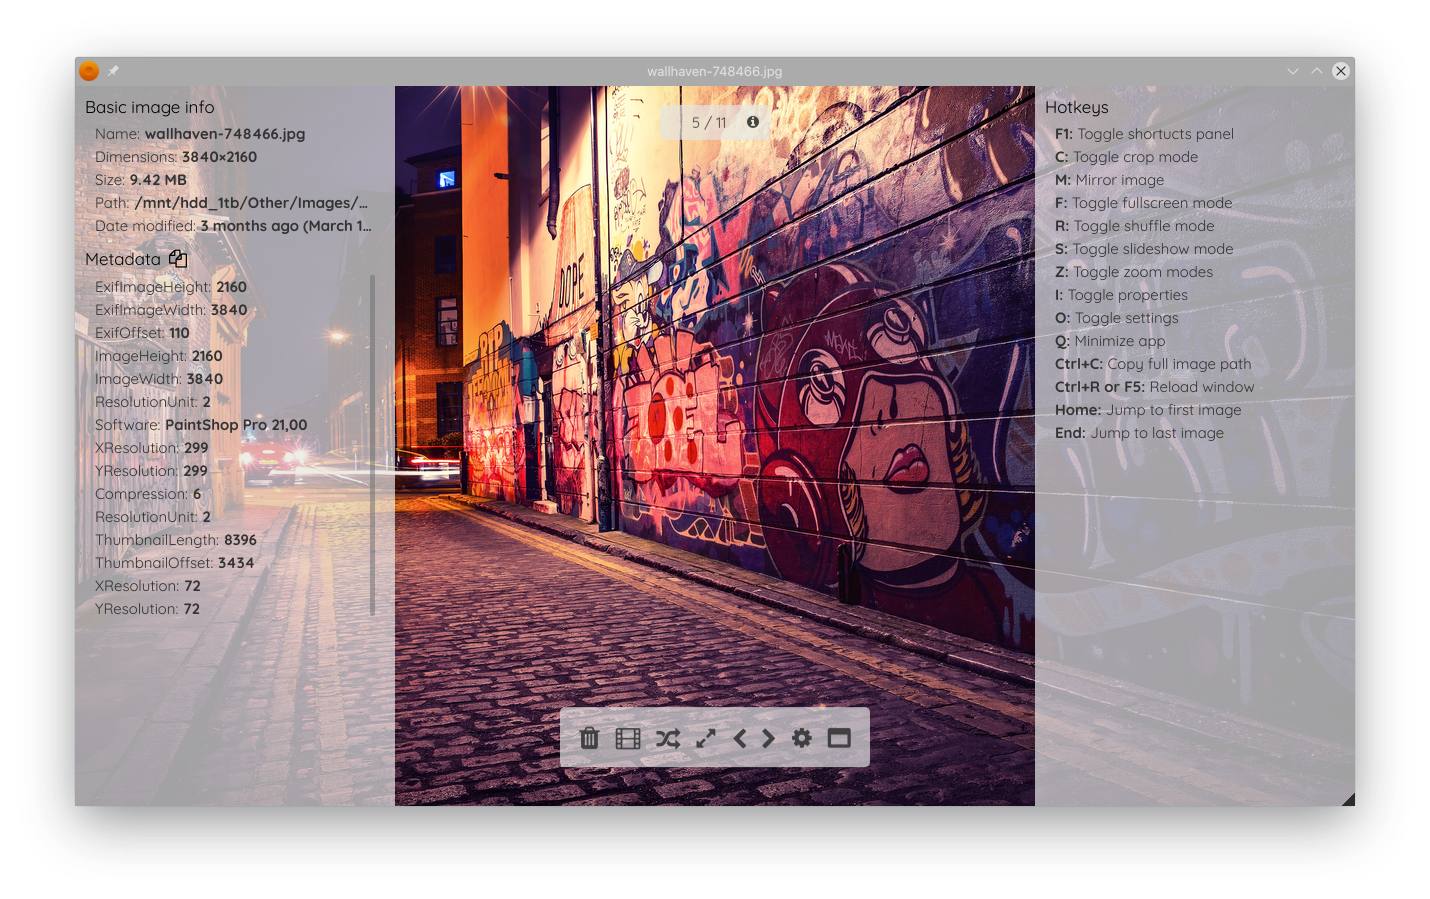 wallhaven-748466.jpg
Basic image info
Name: wallhaven-748466.jpg
Dimensions: 3840×2160
Size: 9.42 MB
Path: /mnt/hdd_1tb/Other/Images/...
Date modified: 3 months ago (March 1...
Metadata
ExifImageHeight: 2160
ExifImageWidth: 3840
ExifOffset: 110
ImageHeight: 2160
ImageWidth: 3840
ResolutionUnit: 2
Software: PaintShop Pro 21,00
XResolution: 299
YResolution: 299
Compression: 6
ResolutionUnit: 2
ThumbnailLength: 8396
ThumbnailOffset: 3434
XResolution: 72
YResolution: 72
5 / 11
DOPE
Hotkeys
F1: Toggle shortucts panel
C: Toggle crop mode
M: Mirror image
F: Toggle fullscreen mode
R: Toggle shuffle mode
S: Toggle slideshow mode
Z: Toggle zoom modes
I: Toggle properties
O: Toggle settings
Q: Minimize app
Ctrl+C: Copy full image path
Ctrl+R or F5: Reload window
Home: Jump to first image
End: Jump to last image